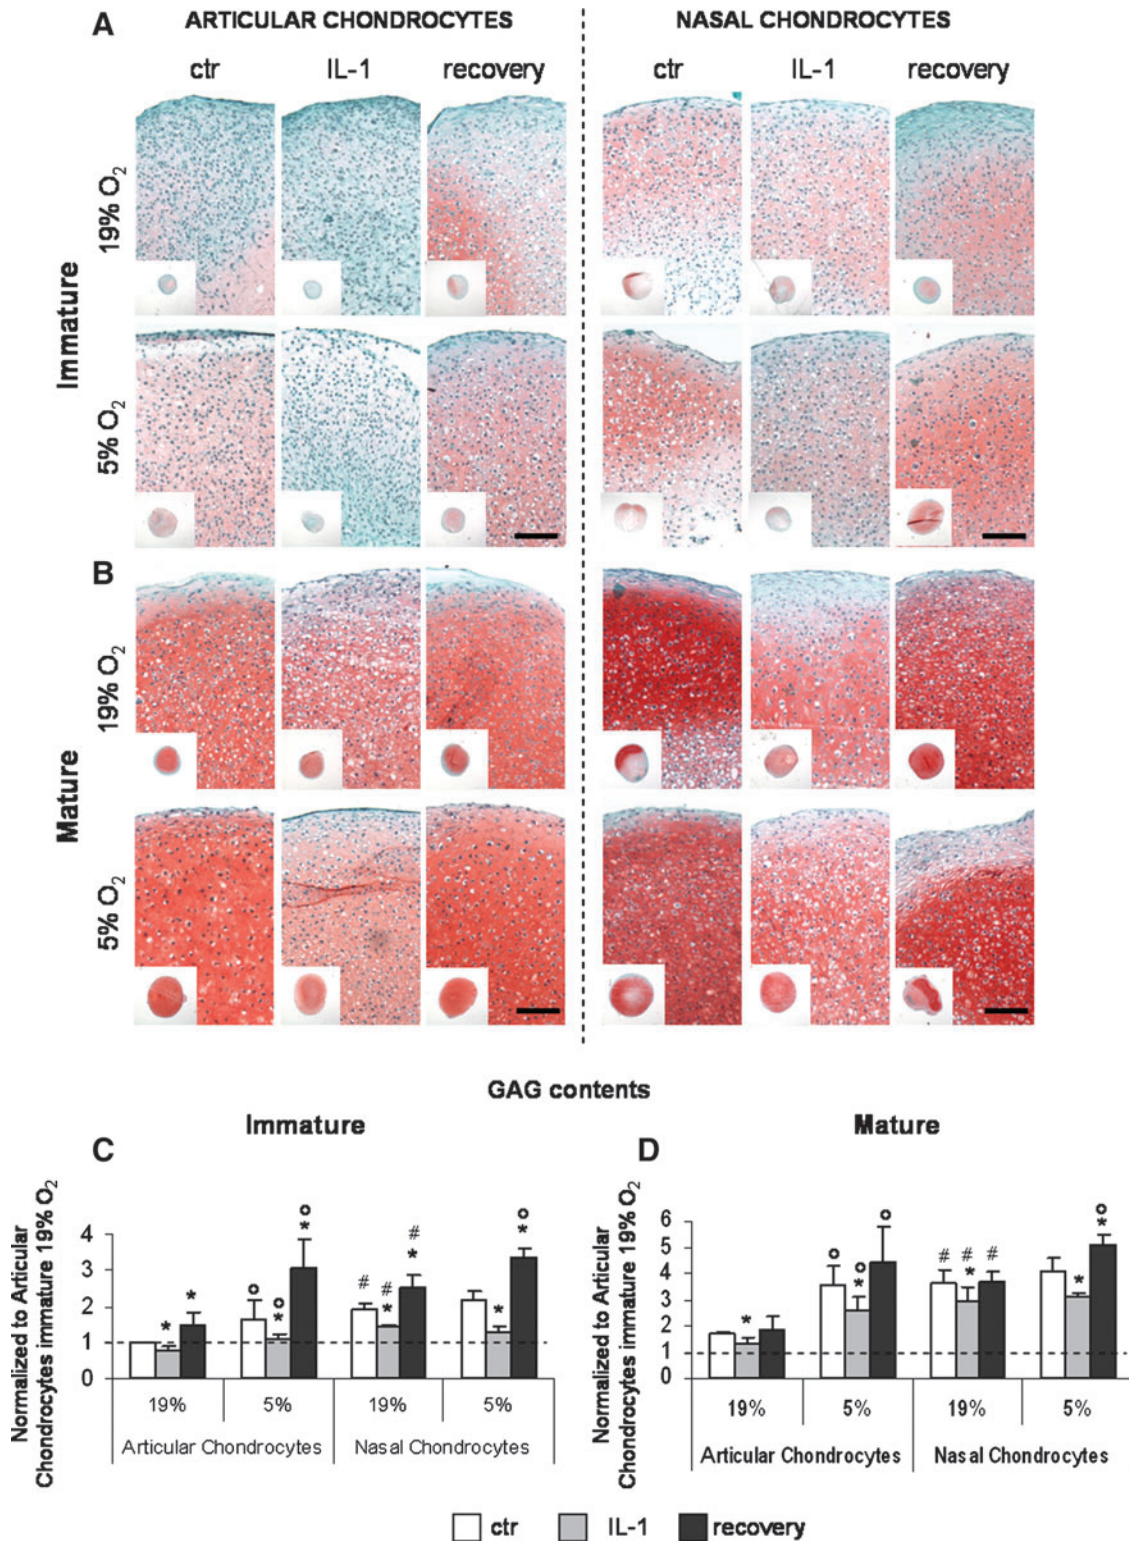 A
ARTICULAR CHONDROCYTES
NASAL CHONDROCYTES
ctr IL-1 recovery
ctr IL-1 recovery
Immature
19% O2
5% O2
B
Mature
19% O2
5% O2
GAG contents
C
Immature
Normalized to Articular
Chondrocytes immature 19% O2
4
3
2
1
0
* * o *o * o* # #* #* * o*
19% 5% 19% 5%
Articular Chondrocytes Nasal Chondrocytes
D
Mature
Normalized to Articular
Chondrocytes immature 19% O2
6
5
4
3
2
1
0
* o o* o # #* # * o*
19% 5% 19% 5%
Articular Chondrocytes Nasal Chondrocytes
ctr IL-1 recovery